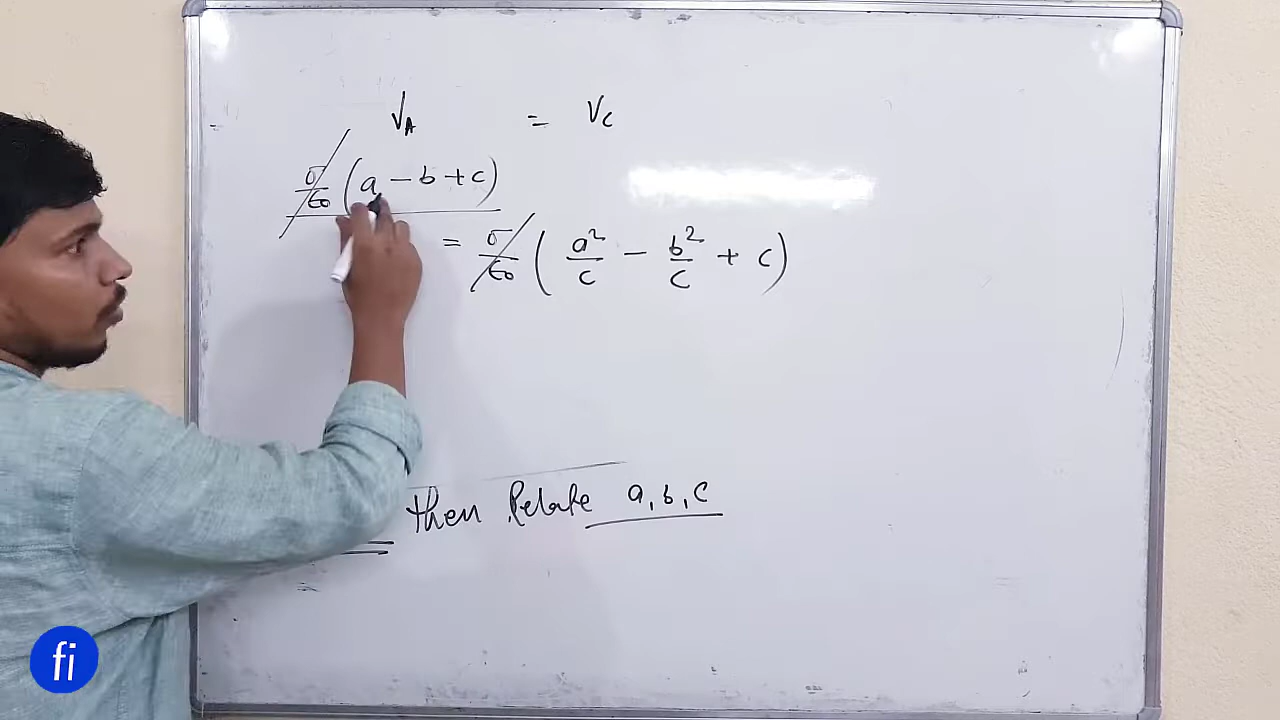 V_A = V_C
σ/ε₀ (a - b + c)
= σ/ε₀ (a²/c - b²/c + c)
then Relate a, b, c
fi